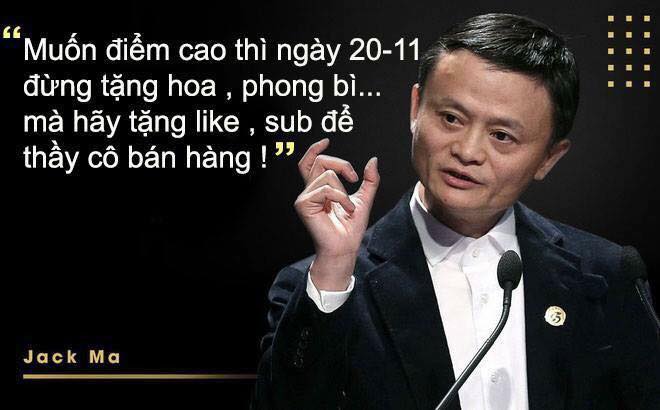 “Muốn điểm cao thì ngày 20-11
đừng tặng hoa , phong bì...
mà hãy tặng like , sub để
thầy cô bán hàng !”
Jack Ma